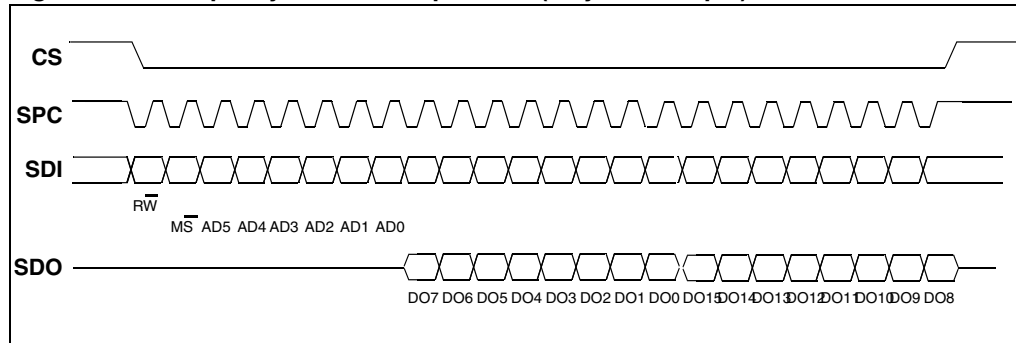 CS
SPC
SDI
RW
MS AD5 AD4 AD3 AD2 AD1 AD0
SDO
DO7 DO6 DO5 DO4 DO3 DO2 DO1 DO0 DO15 DO14 DO13 DO12 DO11 DO10 DO9 DO8